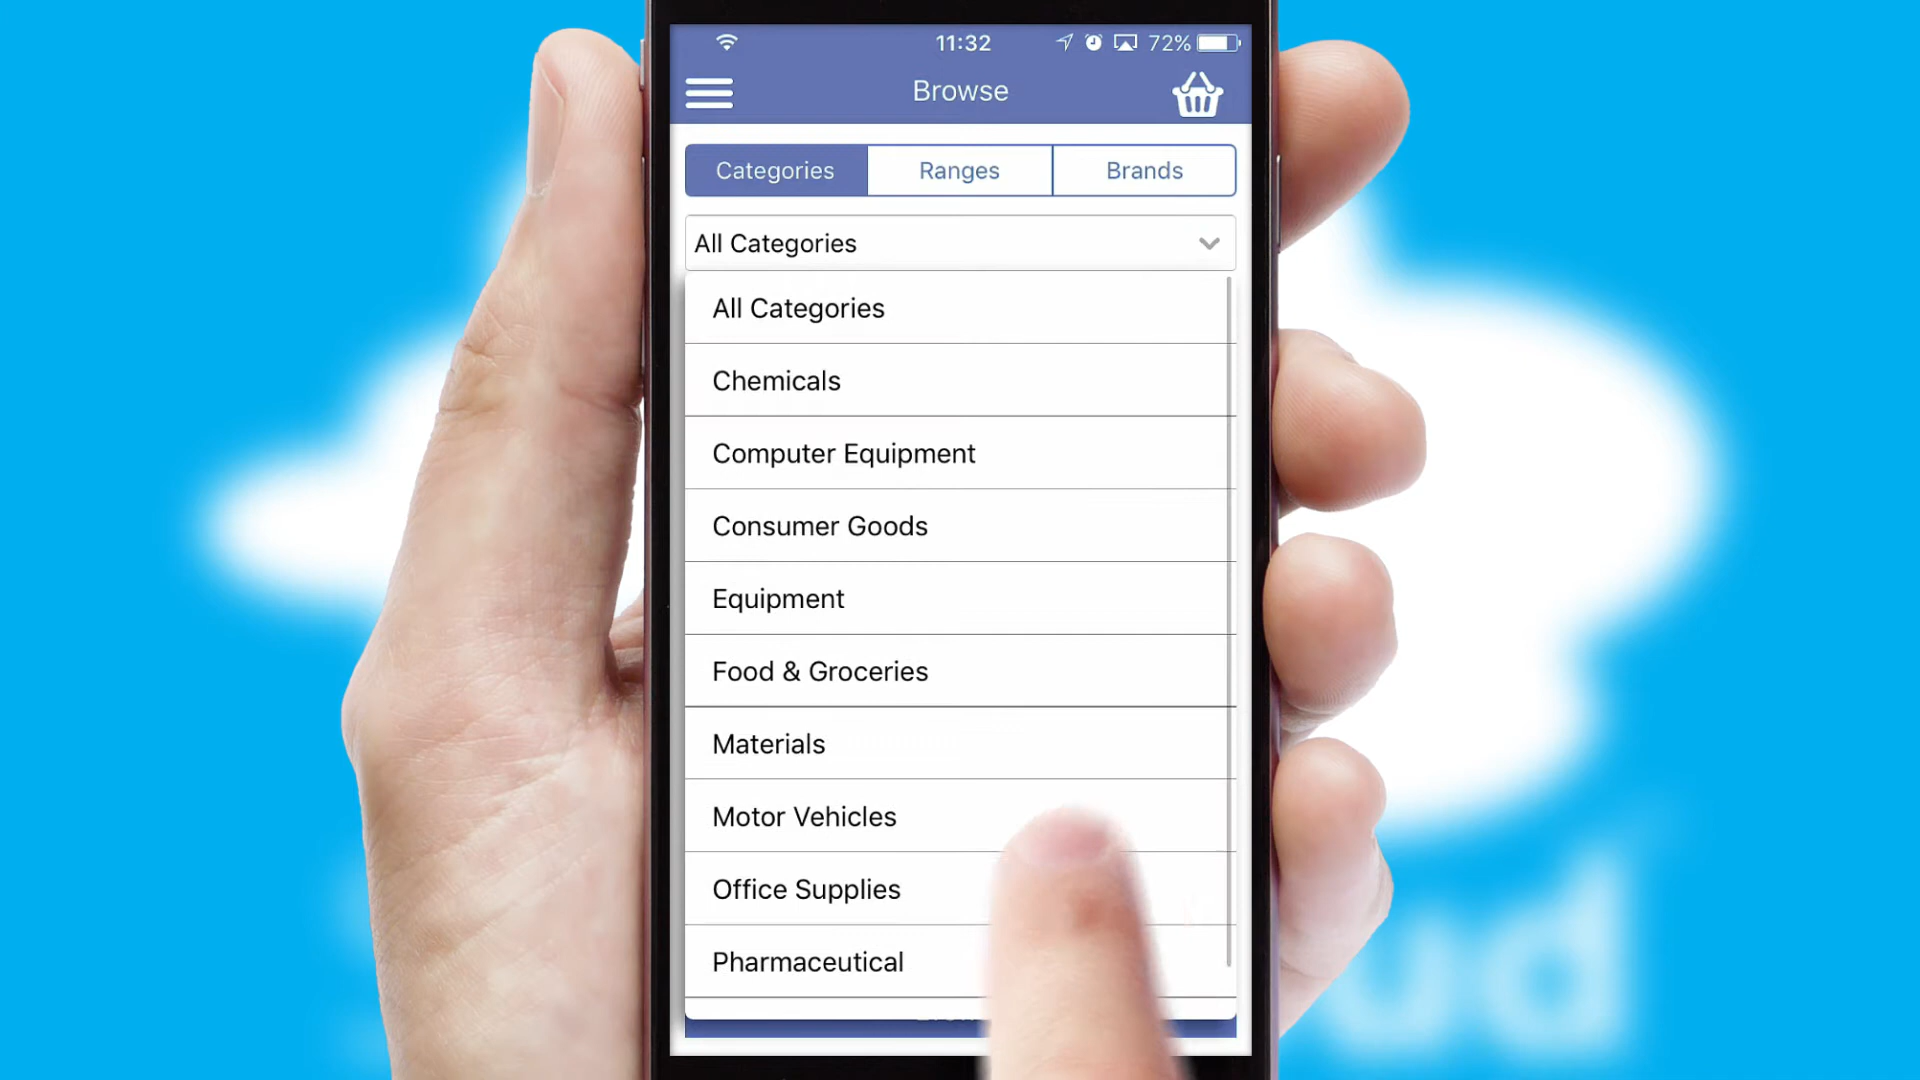 11:32
72%
Browse
Categories
Ranges
Brands
All Categories
All Categories
Chemicals
Computer Equipment
Consumer Goods
Equipment
Food & Groceries
Materials
Motor Vehicles
Office Supplies
Pharmaceutical